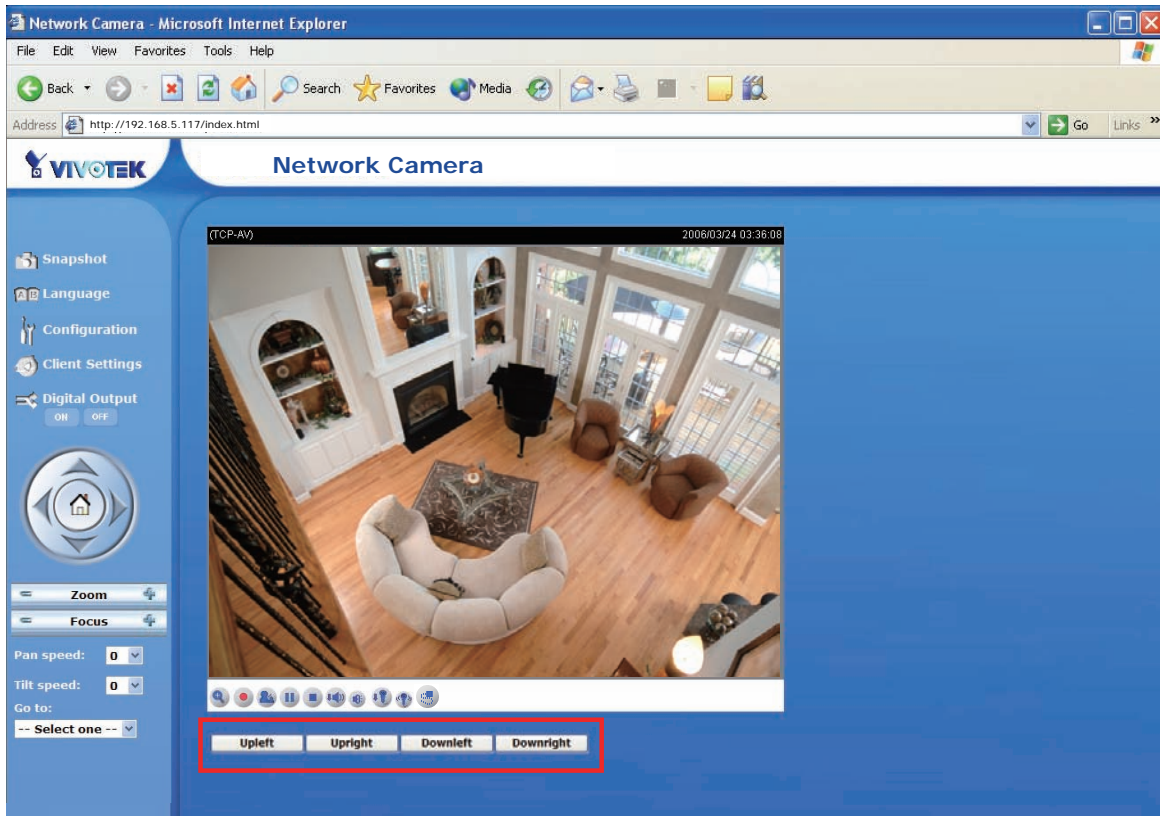 Network Camera - Microsoft Internet Explorer
File Edit View Favorites Tools Help
Back Search Favorites Media
Address http://192.168.5.117/index.html Go Links »
VIVOTEK Network Camera
(TCP-AV) 2006/03/24 03:36:08
Snapshot
A B Language
Configuration
Client Settings
Digital Output
ON OFF
Zoom
Focus
Pan speed: 0
Tilt speed: 0
Go to:
-- Select one --
Upleft Upright Downleft Downright